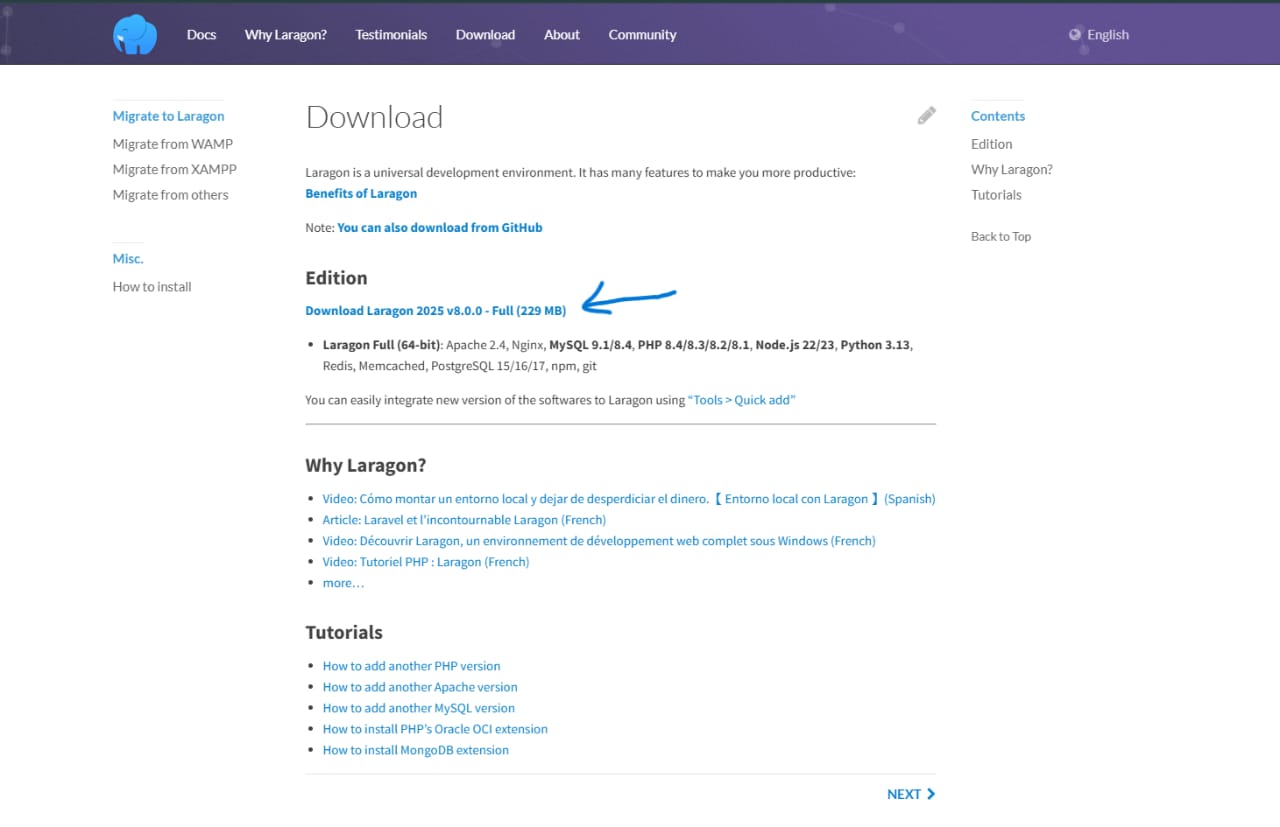 Docs
Why Laragon?
Testimonials
Download
About
Community
English
Migrate to Laragon
Migrate from WAMP
Migrate from XAMPP
Migrate from others
Misc.
How to install
Download
Laragon is a universal development environment. It has many features to make you more productive:
Benefits of Laragon
Note: You can also download from GitHub
Edition
Download Laragon 2025 v8.0.0 - Full (229 MB)
• Laragon Full (64-bit): Apache 2.4, Nginx, MySQL 9.1/8.4, PHP 8.4/8.3/8.2/8.1, Node.js 22/23, Python 3.13,
Redis, Memcached, PostgreSQL 15/16/17, npm, git
You can easily integrate new version of the softwares to Laragon using “Tools > Quick add”
Why Laragon?
• Video: Cómo montar un entorno local y dejar de desperdiciar el dinero.【 Entorno local con Laragon 】(Spanish)
• Article: Laravel et l’incontournable Laragon (French)
• Video: Découvrir Laragon, un environnement de développement web complet sous Windows (French)
• Video: Tutoriel PHP : Laragon (French)
• more…
Tutorials
• How to add another PHP version
• How to add another Apache version
• How to add another MySQL version
• How to install PHP’s Oracle OCI extension
• How to install MongoDB extension
NEXT
Contents
Edition
Why Laragon?
Tutorials
Back to Top